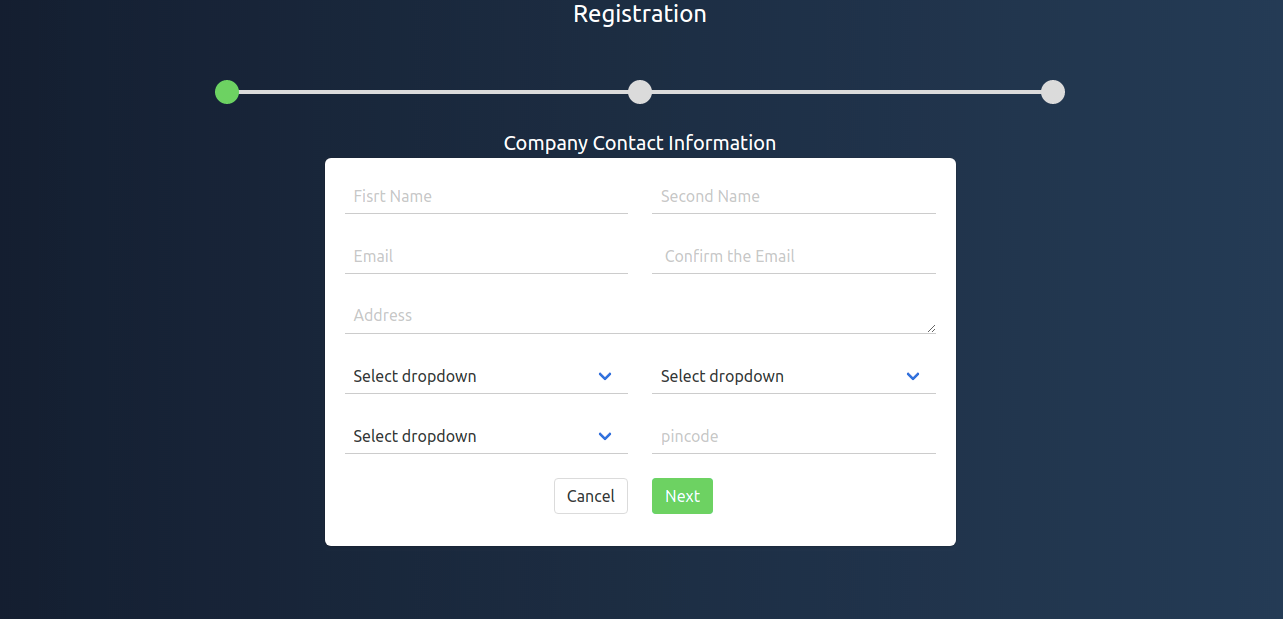 Registration
Company Contact Information
Fisrt Name Second Name
Email Confirm the Email
Address
Select dropdown Select dropdown
Select dropdown pincode
Cancel Next